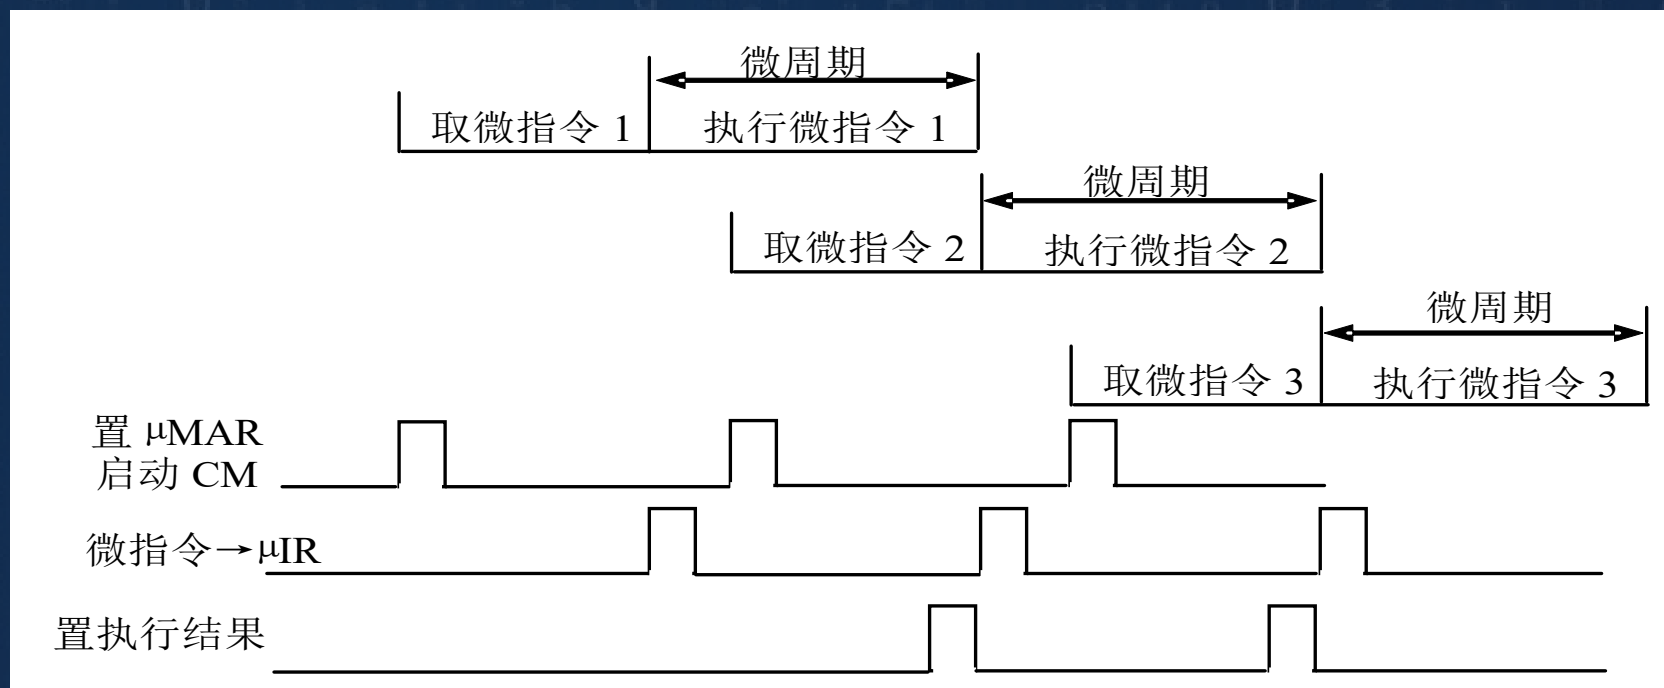 微周期
取微指令 1 执行微指令 1
微周期
取微指令 2 执行微指令 2
微周期
取微指令 3 执行微指令 3
置 μMAR
启动 CM
微指令→μIR
置执行结果